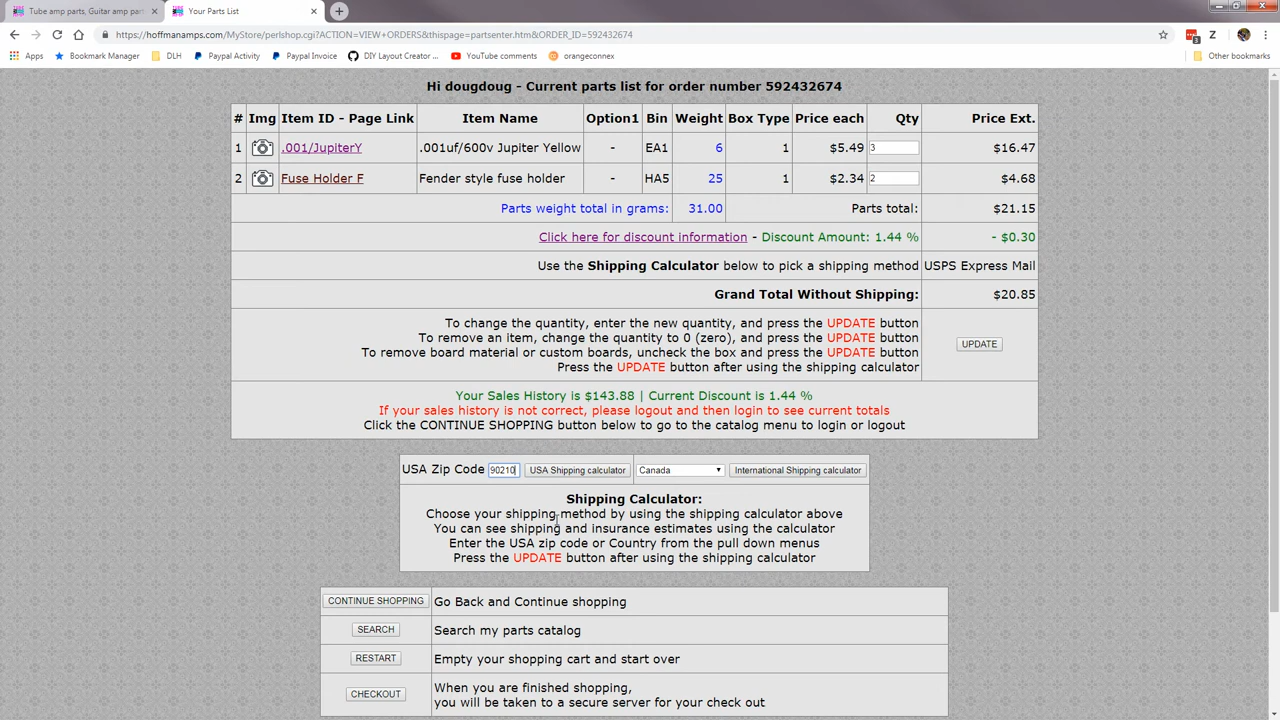 Tube amp parts, Guitar amp part
Your Parts List
https://hoffmanamps.com/MyStore/perlshop.cgi?ACTION=VIEW+ORDERS&thispage=partsenter.htm&ORDER_ID=592432674
Apps Bookmark Manager DLH Paypal Activity Paypal Invoice DIY Layout Creator ... YouTube comments orangeconnex Other bookmarks
Hi dougdoug - Current parts list for order number 592432674
# Img Item ID - Page Link Item Name Option1 Bin Weight Box Type Price each Qty Price Ext.
1 .001/JupiterY .001uf/600v Jupiter Yellow - EA1 6 1 $5.49 3 $16.47
2 Fuse Holder F Fender style fuse holder - HA5 25 1 $2.34 2 $4.68
Parts weight total in grams: 31.00 Parts total: $21.15
Click here for discount information - Discount Amount: 1.44 % - $0.30
Use the Shipping Calculator below to pick a shipping method USPS Express Mail
Grand Total Without Shipping: $20.85
To change the quantity, enter the new quantity, and press the UPDATE button
To remove an item, change the quantity to 0 (zero), and press the UPDATE button
To remove board material or custom boards, uncheck the box and press the UPDATE button
Press the UPDATE button after using the shipping calculator
UPDATE
Your Sales History is $143.88 | Current Discount is 1.44 %
If your sales history is not correct, please logout and then login to see current totals
Click the CONTINUE SHOPPING button below to go to the catalog menu to login or logout
USA Zip Code 90210 USA Shipping calculator Canada International Shipping calculator
Shipping Calculator:
Choose your shipping method by using the shipping calculator above
You can see shipping and insurance estimates using the calculator
Enter the USA zip code or Country from the pull down menus
Press the UPDATE button after using the shipping calculator
CONTINUE SHOPPING Go Back and Continue shopping
SEARCH Search my parts catalog
RESTART Empty your shopping cart and start over
CHECKOUT When you are finished shopping,
you will be taken to a secure server for your check out